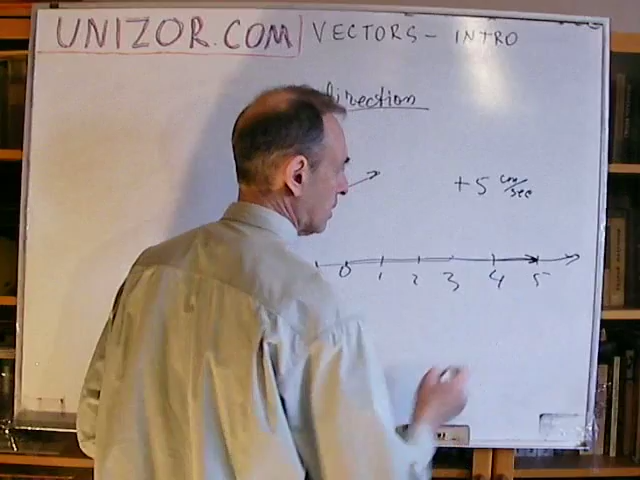 UNIZOR.COM VECTORS - INTRO
direction
+5 cm/sec
0 1 2 3 4 5